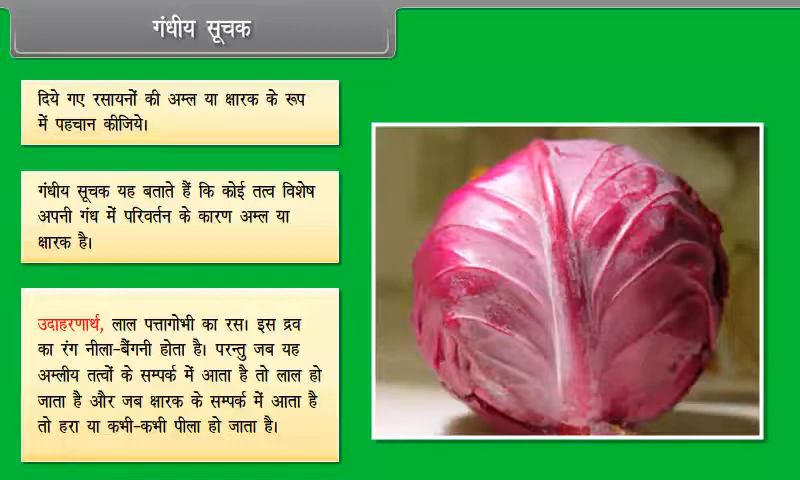 गंधीय सूचक
दिये गए रसायनों की अम्ल या क्षारक के रूप
में पहचान कीजिये।
गंधीय सूचक यह बताते हैं कि कोई तत्व विशेष
अपनी गंध में परिवर्तन के कारण अम्ल या
क्षारक है।
उदाहरणार्थ, लाल पत्तागोभी का रस। इस द्रव
का रंग नीला-बैंगनी होता है। परन्तु जब यह
अम्लीय तत्वों के सम्पर्क में आता है तो लाल हो
जाता है और जब क्षारक के सम्पर्क में आता है
तो हरा या कभी-कभी पीला हो जाता है।